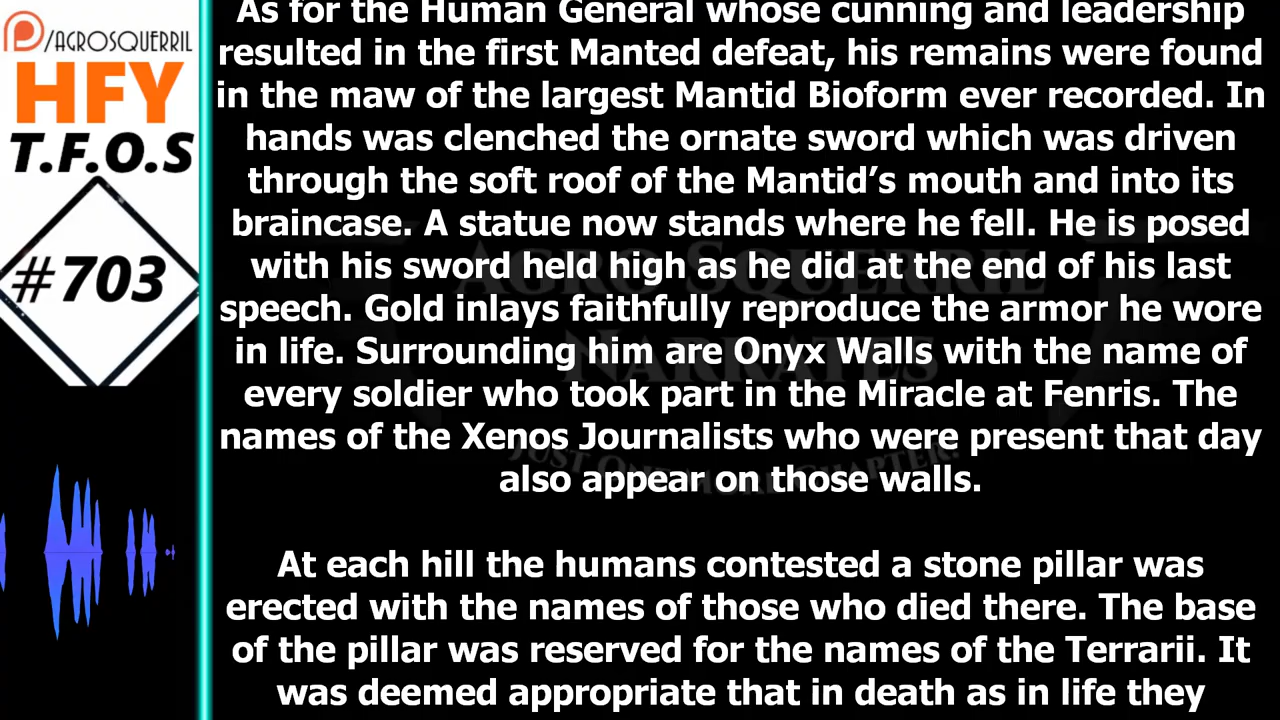 /AGROSQUERRIL
HFY
T.F.O.S
#703
As for the Human General whose cunning and leadership
resulted in the first Manted defeat, his remains were found
in the maw of the largest Mantid Bioform ever recorded. In
hands was clenched the ornate sword which was driven
through the soft roof of the Mantid’s mouth and into its
braincase. A statue now stands where he fell. He is posed
with his sword held high as he did at the end of his last
speech. Gold inlays faithfully reproduce the armor he wore
in life. Surrounding him are Onyx Walls with the name of
every soldier who took part in the Miracle at Fenris. The
names of the Xenos Journalists who were present that day
also appear on those walls.
At each hill the humans contested a stone pillar was
erected with the names of those who died there. The base
of the pillar was reserved for the names of the Terrarii. It
was deemed appropriate that in death as in life they
AGRO SQUERRIL
NARRATES
JUST ONE MORE CHAPTER!